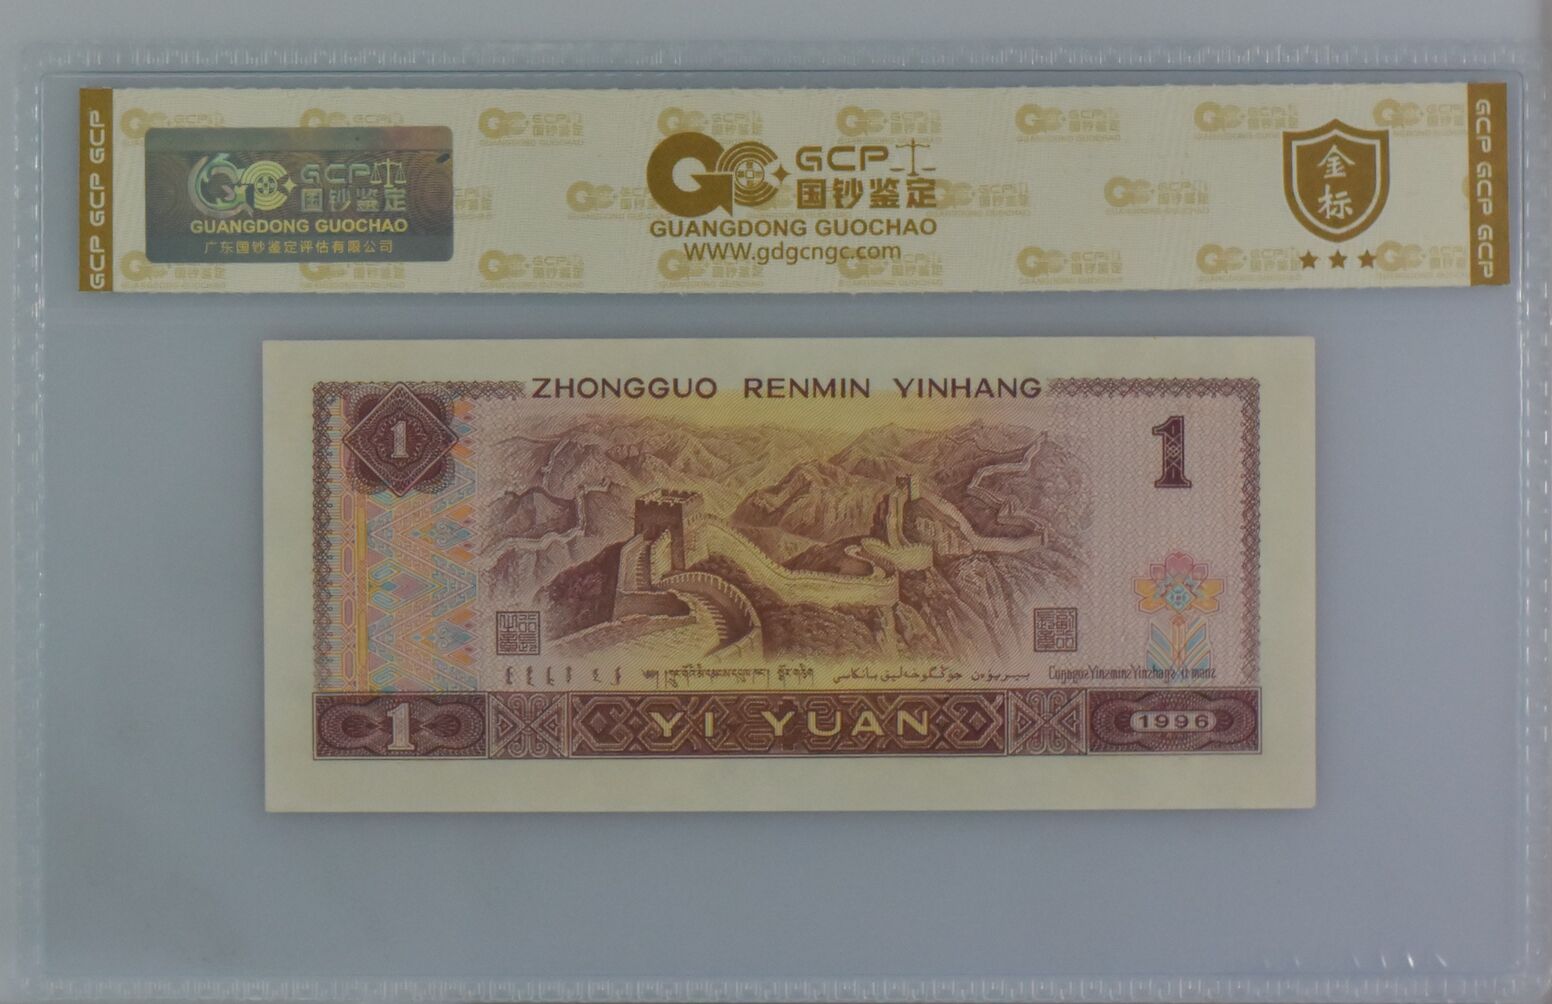 GCP GCP GCP
GCP
国钞鉴定
GUANGDONG GUOCHAO
广东国钞鉴定评估有限公司
GCP
国钞鉴定
GUANGDONG GUOCHAO
WWW.gdgcngc.com
金标
GCP GCP GCP
ZHONGGUO RENMIN YINHANG
1
1
1
YI YUAN
1996